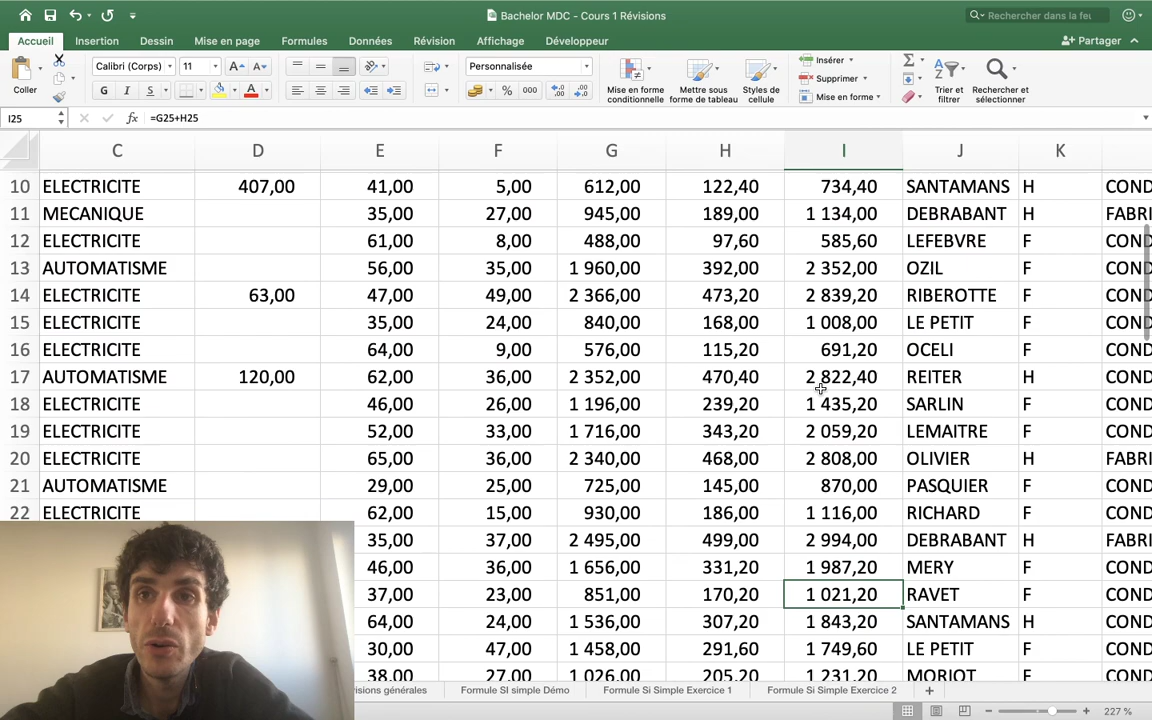 Bachelor MDC - Cours 1 Révisions
Rechercher dans la feu
Accueil Insertion Dessin Mise en page Formules Données Révision Affichage Développeur
Partager
Coller
Calibri (Corps) 11
G I S
Personnalisée
% 000
Mise en forme conditionnelle
Mettre sous forme de tableau
Styles de cellule
Insérer
Supprimer
Mise en forme
Trier et filtrer
Rechercher et sélectionner
I25 fx =G25+H25
C D E F G H I J K
10 ELECTRICITE 407,00 41,00 5,00 612,00 122,40 734,40 SANTAMANS H COND
11 MECANIQUE 35,00 27,00 945,00 189,00 1 134,00 DEBRABANT H FABRI
12 ELECTRICITE 61,00 8,00 488,00 97,60 585,60 LEFEBVRE F COND
13 AUTOMATISME 56,00 35,00 1 960,00 392,00 2 352,00 OZIL F COND
14 ELECTRICITE 63,00 47,00 49,00 2 366,00 473,20 2 839,20 RIBEROTTE F COND
15 ELECTRICITE 35,00 24,00 840,00 168,00 1 008,00 LE PETIT F COND
16 ELECTRICITE 64,00 9,00 576,00 115,20 691,20 OCELI F COND
17 AUTOMATISME 120,00 62,00 36,00 2 352,00 470,40 2 822,40 REITER H COND
18 ELECTRICITE 46,00 26,00 1 196,00 239,20 1 435,20 SARLIN F COND
19 ELECTRICITE 52,00 33,00 1 716,00 343,20 2 059,20 LEMAITRE F COND
20 ELECTRICITE 65,00 36,00 2 340,00 468,00 2 808,00 OLIVIER H FABRI
21 AUTOMATISME 29,00 25,00 725,00 145,00 870,00 PASQUIER F COND
22 ELECTRICITE 62,00 15,00 930,00 186,00 1 116,00 RICHARD F COND
35,00 37,00 2 495,00 499,00 2 994,00 DEBRABANT H FABRI
46,00 36,00 1 656,00 331,20 1 987,20 MERY F COND
37,00 23,00 851,00 170,20 1 021,20 RAVET F COND
64,00 24,00 1 536,00 307,20 1 843,20 SANTAMANS H COND
30,00 47,00 1 458,00 291,60 1 749,60 LE PETIT F COND
38,00 27,00 1 026,00 205,20 1 231,20 MORIOT F COND
visions générales Formule SI simple Démo Formule Si Simple Exercice 1 Formule Si Simple Exercice 2
227 %